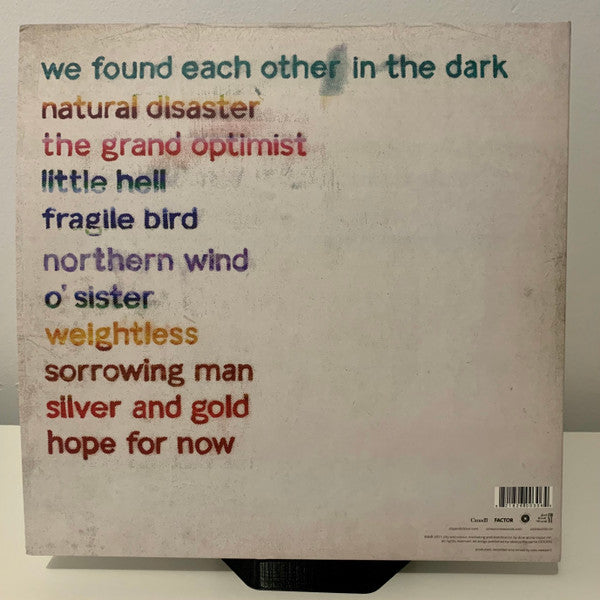 we found each other in the dark
natural disaster
the grand optimist
little hell
fragile bird
northern wind
o' sister
weightless
sorrowing man
silver and gold
hope for now
Canada FACTOR